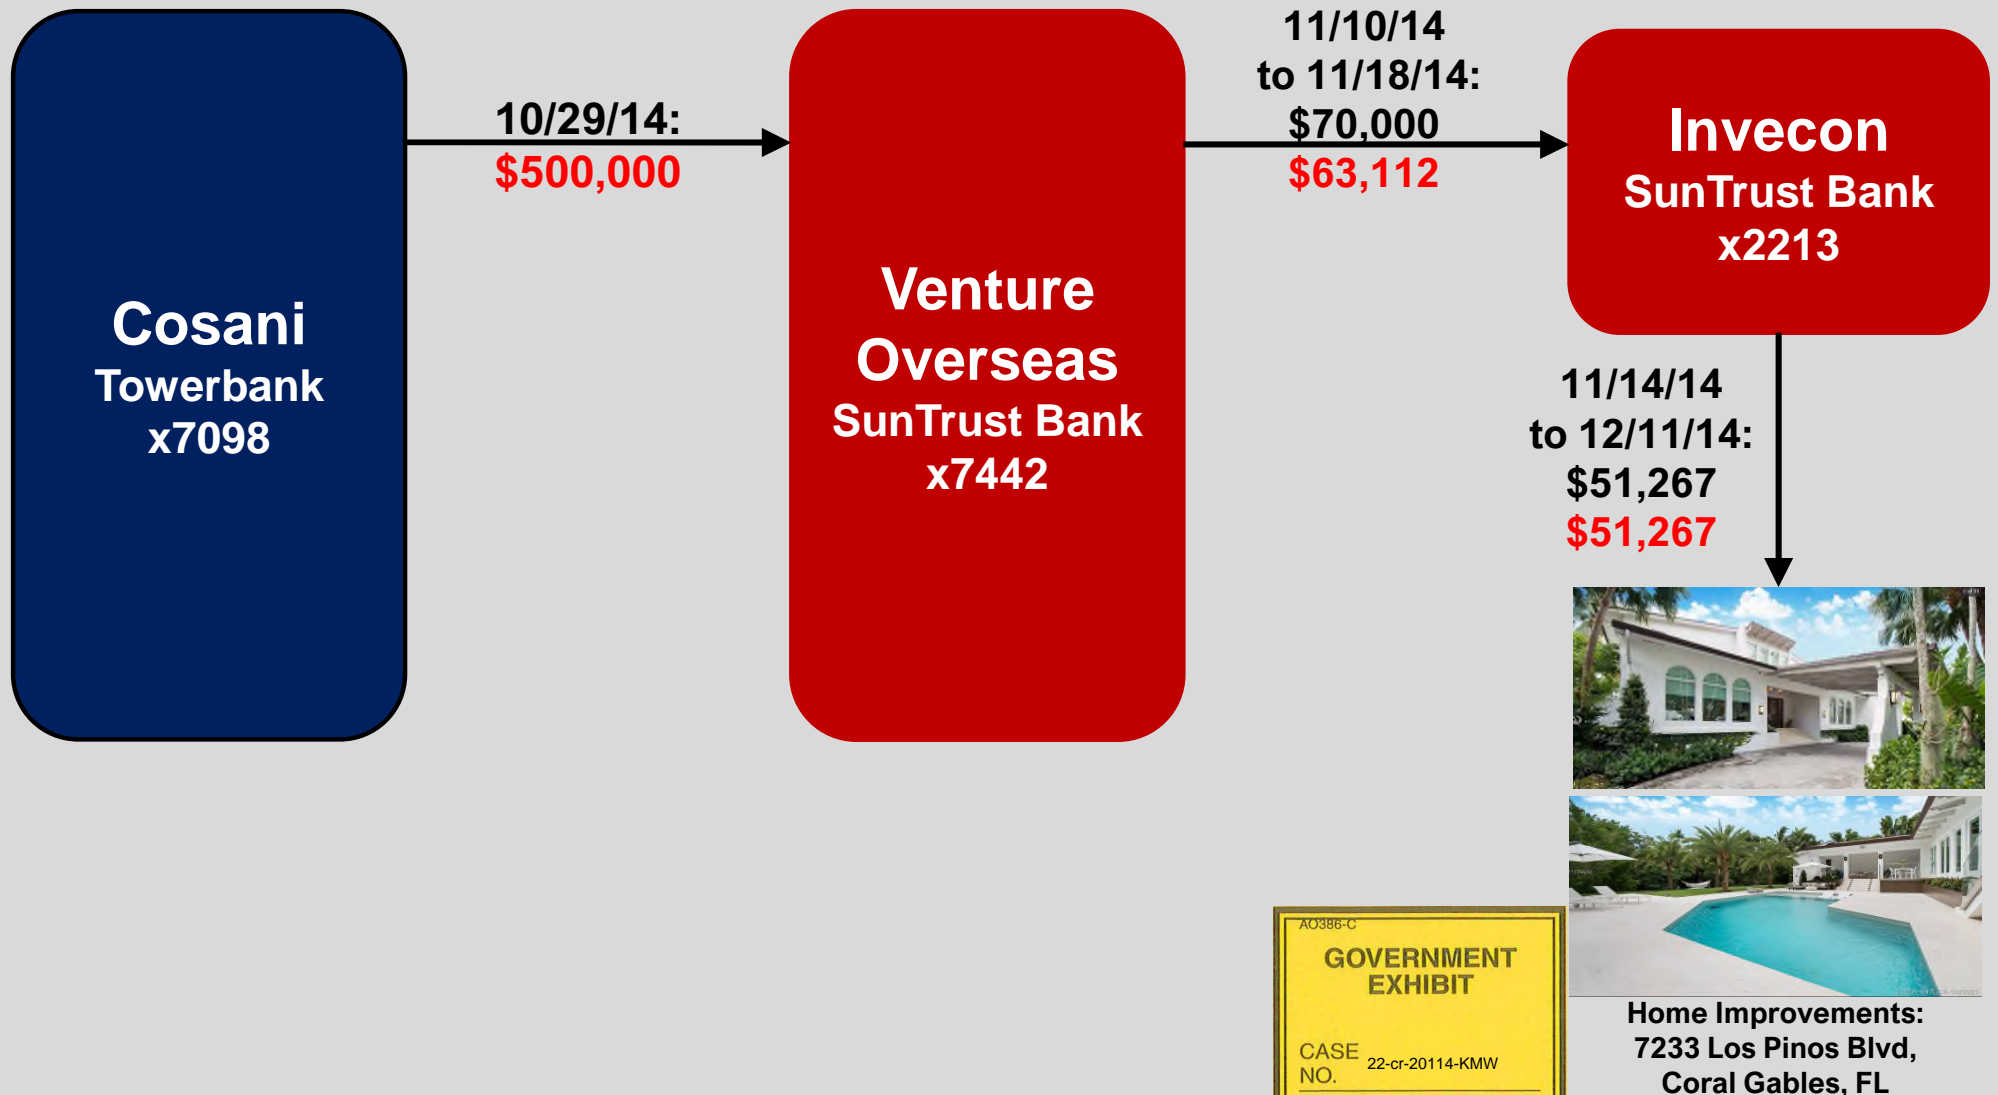 Cosani
Towerbank
x7098
10/29/14:
$500,000
Venture
Overseas
SunTrust Bank
x7442
11/10/14
to 11/18/14:
$70,000
$63,112
Invecon
SunTrust Bank
x2213
11/14/14
to 12/11/14:
$51,267
$51,267
Home Improvements:
7233 Los Pinos Blvd,
Coral Gables, FL
AO386-C
GOVERNMENT
EXHIBIT
CASE
NO. 22-cr-20114-KMW